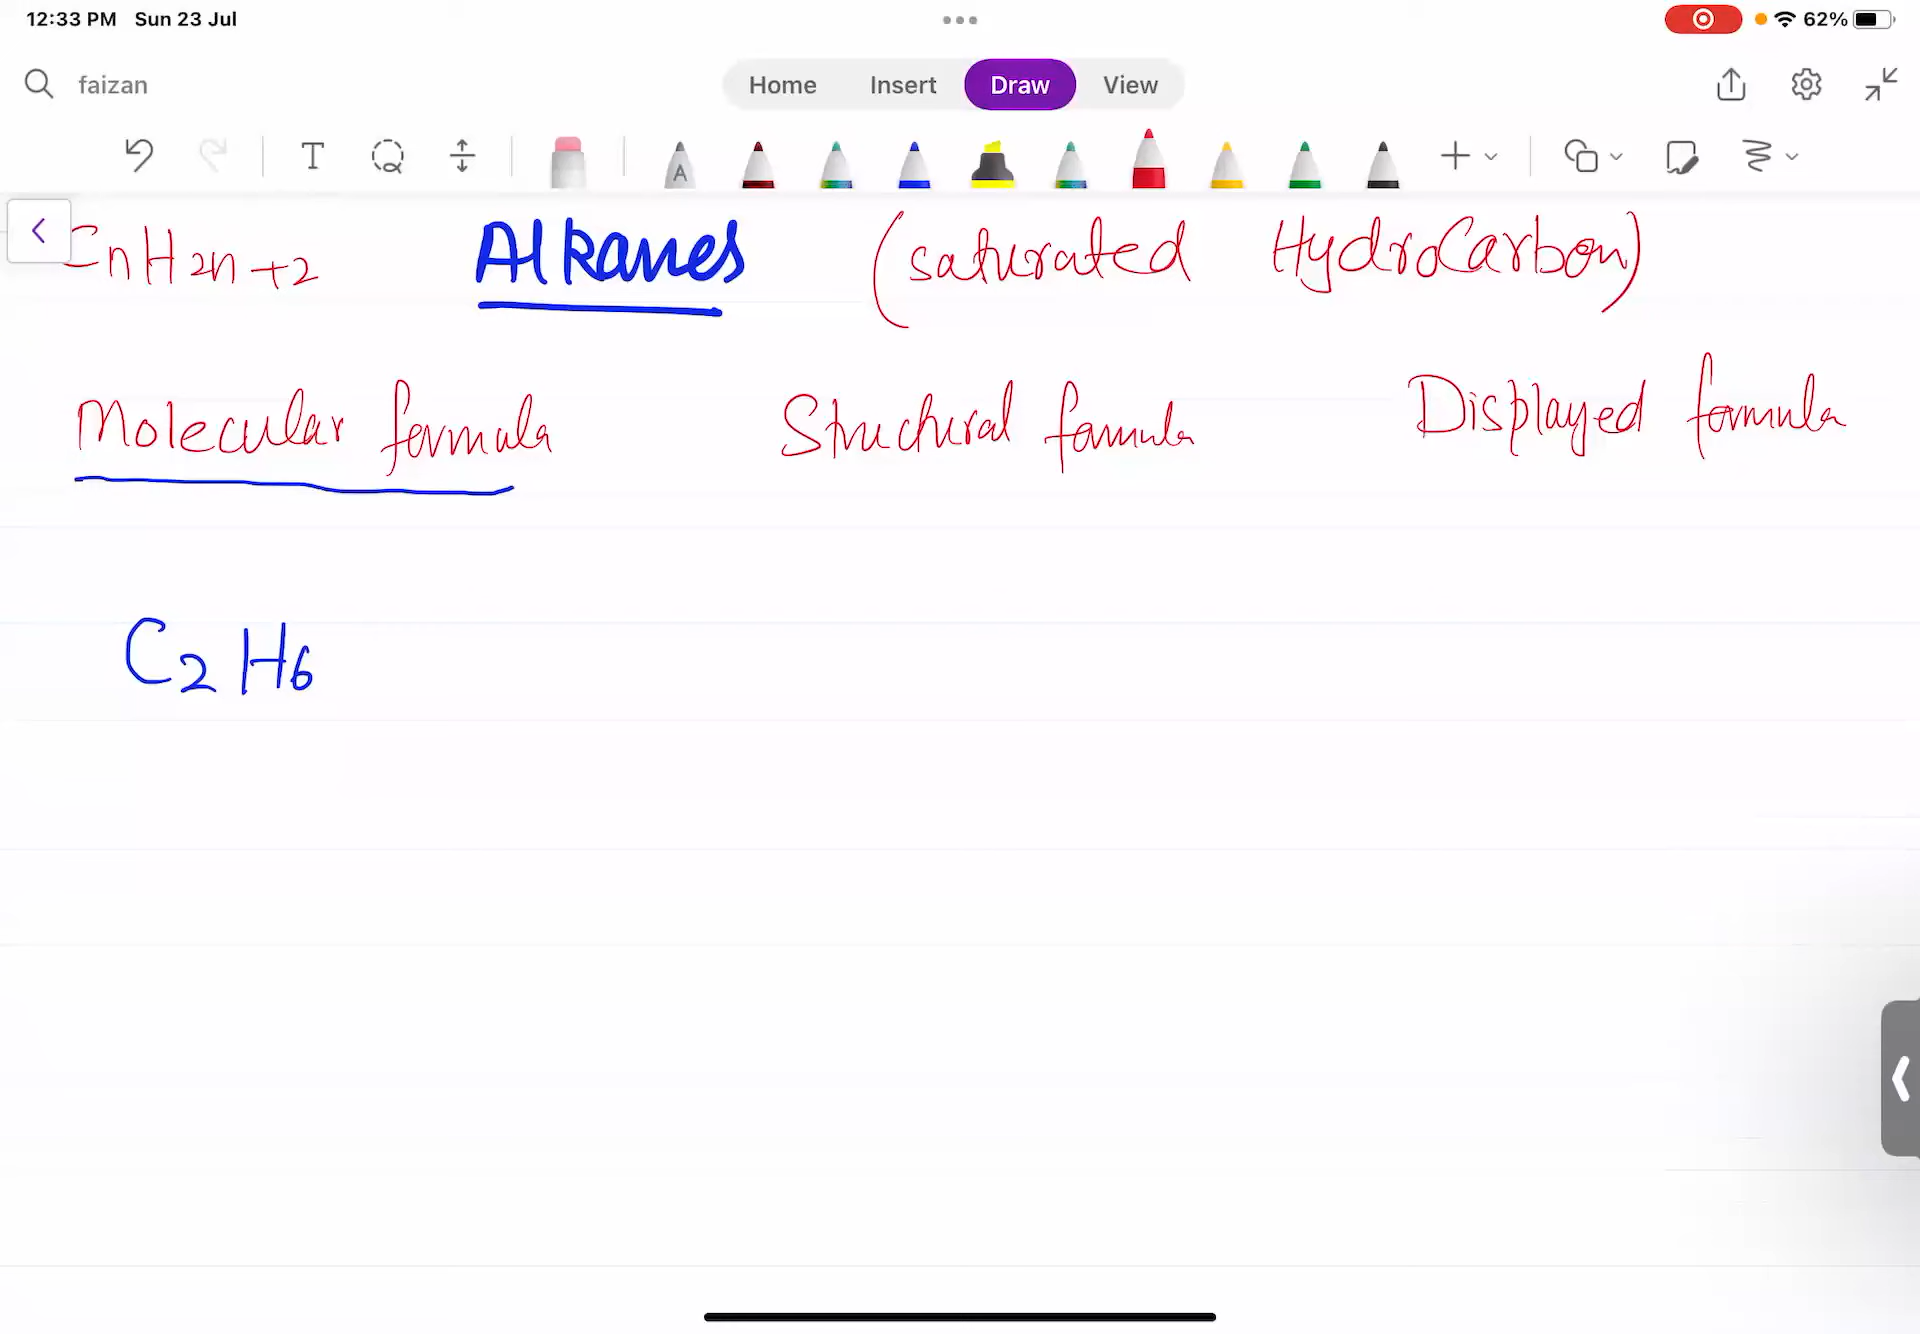 12:33 PM Sun 23 Jul 62%
faizan Home Insert Draw View
T A
CnH2n+2 Alkanes (saturated HydroCarbon)
Molecular formula Structural formula Displayed formula
C2H6